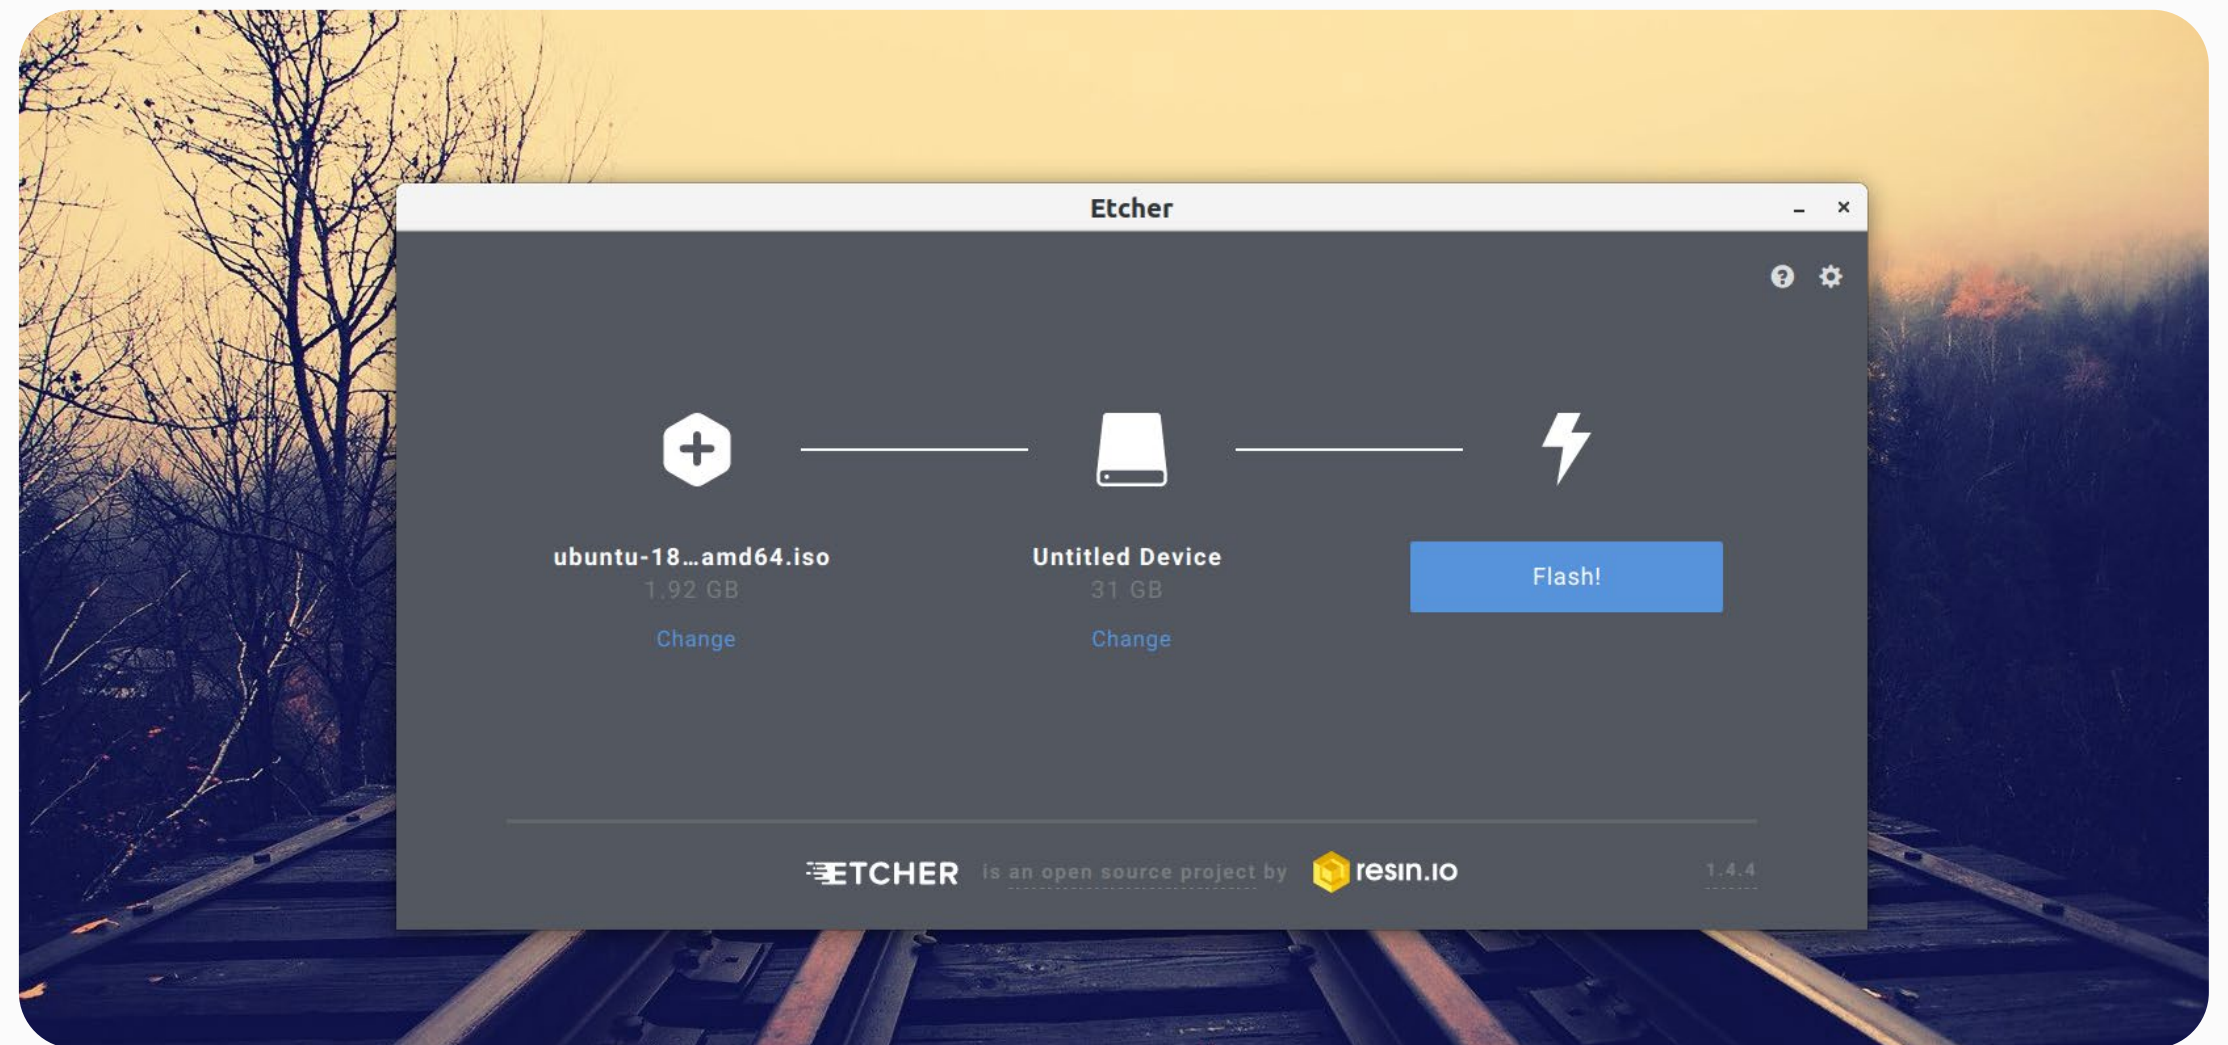 Etcher
ubuntu-18...amd64.iso
1.92 GB
Change
Untitled Device
31 GB
Change
Flash!
ETCHER is an open source project by resin.io
1.4.4